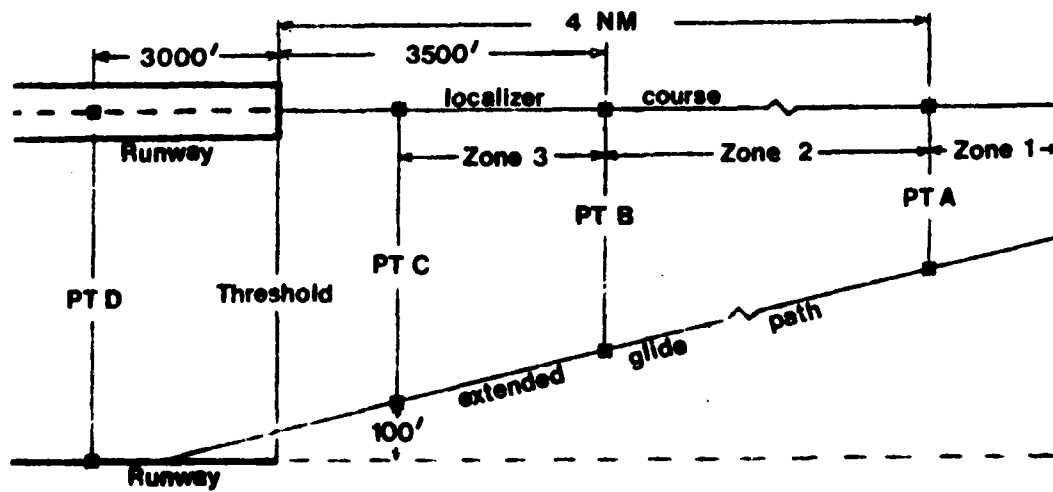 4 NM
3000' 3500'
localizer course
Runway
Zone 3 Zone 2 Zone 1
PT B PT A
PT C
PT D Threshold
path
glide
extended
100'
Runway